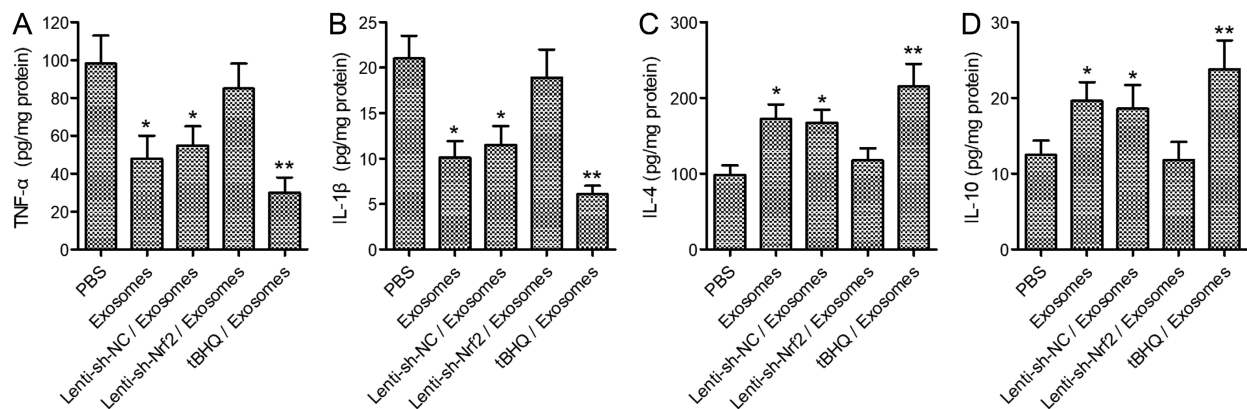 A
TNF-α (pg/mg protein)
120
100
80
60
40
20
0
*
*
**
PBS
Exosomes
Lenti-sh-NC / Exosomes
Lenti-sh-Nrf2 / Exosomes
tBHQ / Exosomes
B
IL-1β (pg/mg protein)
25
20
15
10
5
0
*
*
**
PBS
Exosomes
Lenti-sh-NC / Exosomes
Lenti-sh-Nrf2 / Exosomes
tBHQ / Exosomes
C
IL-4 (pg/mg protein)
300
200
100
0
*
*
**
PBS
Exosomes
Lenti-sh-NC / Exosomes
Lenti-sh-Nrf2 / Exosomes
tBHQ / Exosomes
D
IL-10 (pg/mg protein)
30
20
10
0
*
*
**
PBS
Exosomes
Lenti-sh-NC / Exosomes
Lenti-sh-Nrf2 / Exosomes
tBHQ / Exosomes